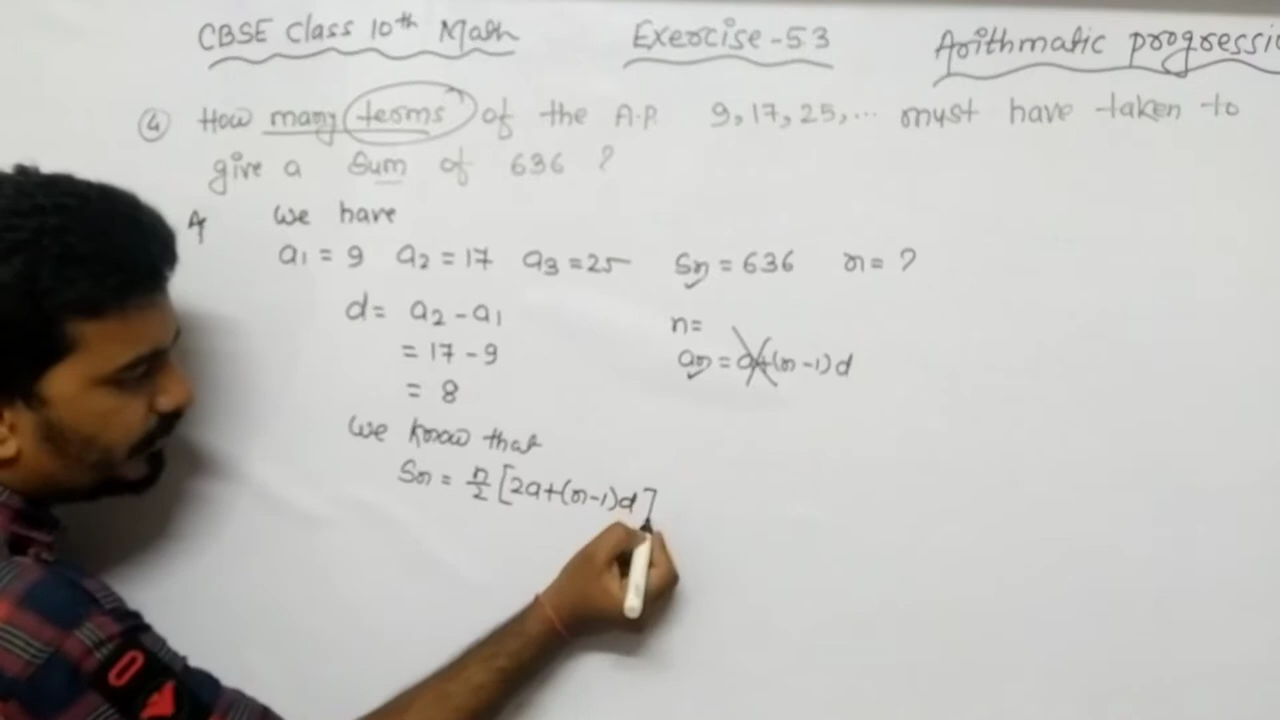 CBSE Class 10th Math Exercise-5.3 Arithmatic progressi
④ How many terms of the A.P. 9, 17, 25, ... must have taken to
give a Sum of 636 ?
We have
a1 = 9 a2 = 17 a3 = 25 Sn = 636 n = ?
d = a2 - a1 n =
= 17 - 9 an = a+(n-1)d
= 8
We know that
Sn = n/2 [2a+(n-1)d]